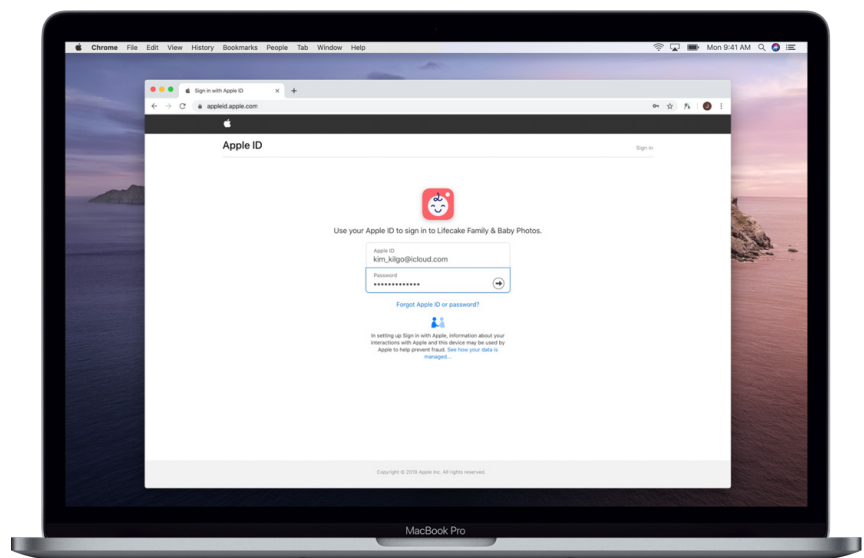 Chrome File Edit View History Bookmarks People Tab Window Help Mon 9:41 AM
Sign in with Apple ID
appleid.apple.com
Apple ID
Sign in
Use your Apple ID to sign in to Lifecake Family & Baby Photos.
Apple ID
kim_kilgo@icloud.com
Password
Forgot Apple ID or password?
In setting up Sign in with Apple, information about your
interactions with Apple and this device may be used by
Apple to help prevent fraud. See how your data is
managed...
Copyright © 2019 Apple Inc. All rights reserved.
MacBook Pro